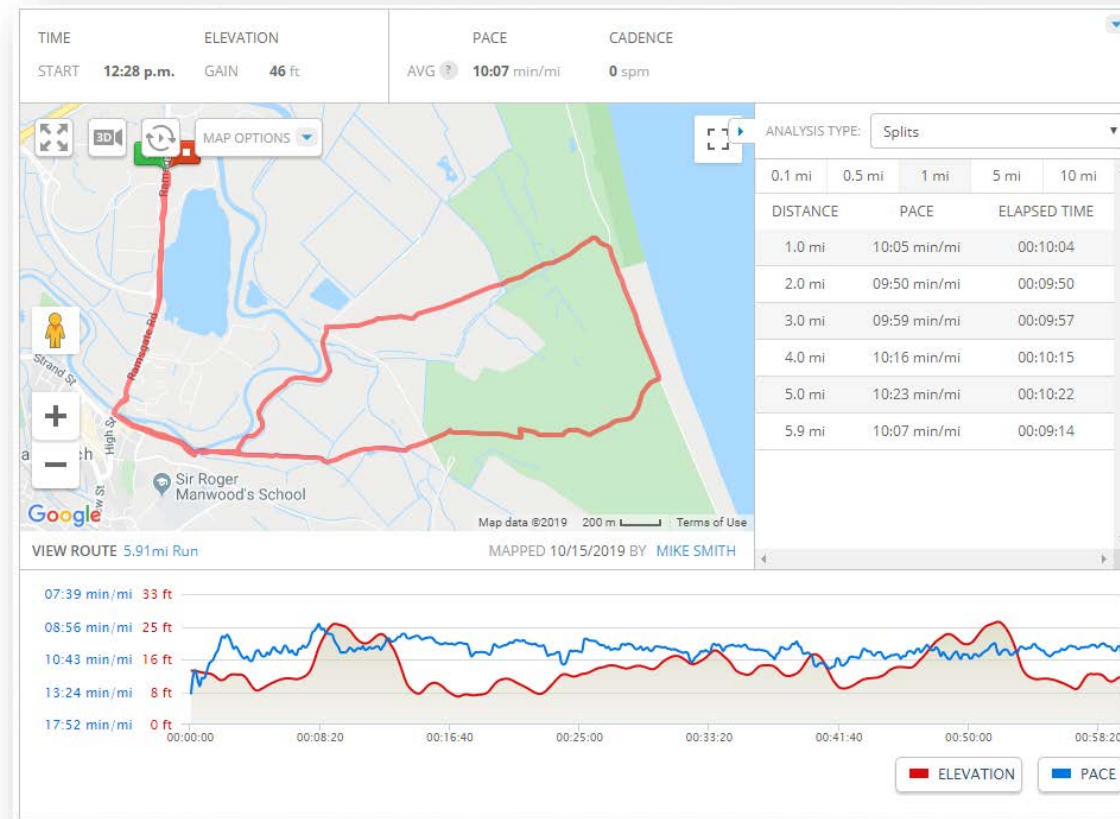 TIME ELEVATION PACE CADENCE
START 12:28 p.m. GAIN 46 ft AVG ? 10:07 min/mi 0 spm
3D MAP OPTIONS
ANALYSIS TYPE: Splits
0.1 mi 0.5 mi 1 mi 5 mi 10 mi
DISTANCE PACE ELAPSED TIME
1.0 mi 10:05 min/mi 00:10:04
2.0 mi 09:50 min/mi 00:09:50
3.0 mi 09:59 min/mi 00:09:57
4.0 mi 10:16 min/mi 00:10:15
5.0 mi 10:23 min/mi 00:10:22
5.9 mi 10:07 min/mi 00:09:14
Ramsgate Rd
Strand St
High St
Sir Roger
Manwood's School
Google
Map data ©2019 200 m Terms of Use
VIEW ROUTE 5.91mi Run MAPPED 10/15/2019 BY MIKE SMITH
07:39 min/mi 33 ft
08:56 min/mi 25 ft
10:43 min/mi 16 ft
13:24 min/mi 8 ft
17:52 min/mi 0 ft
00:00:00 00:08:20 00:16:40 00:25:00 00:33:20 00:41:40 00:50:00 00:58:20
ELEVATION PACE